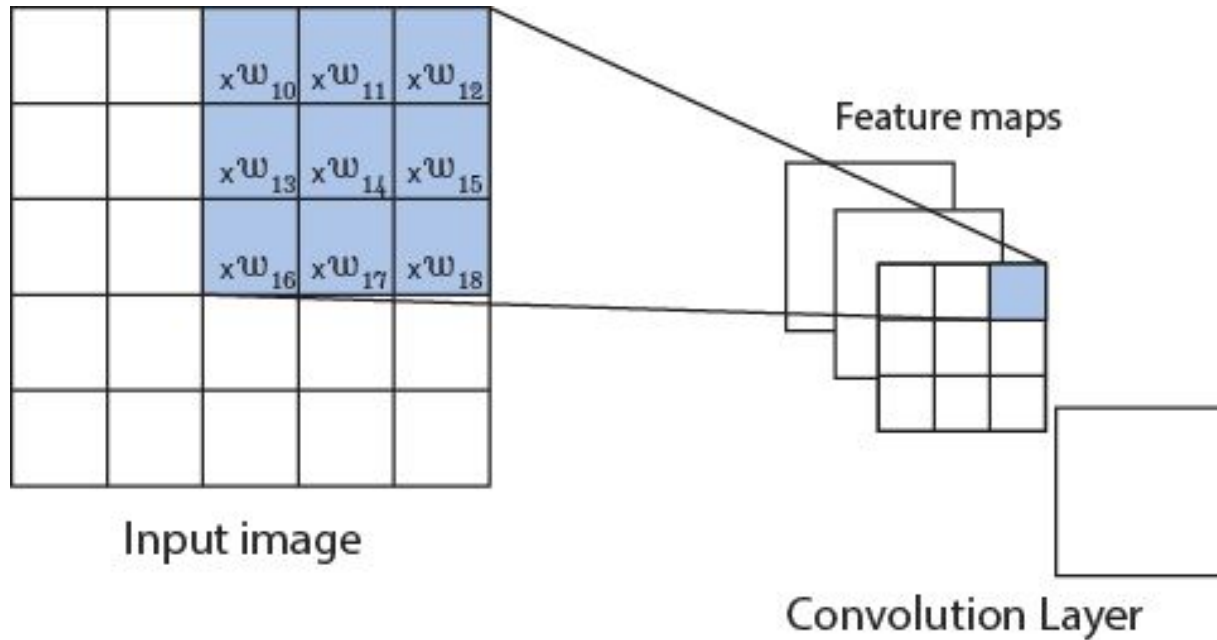 xw10 xw11 xw12
Feature maps
xw13 xw14 xw15
xw16 xw17 xw18
Input image
Convolution Layer